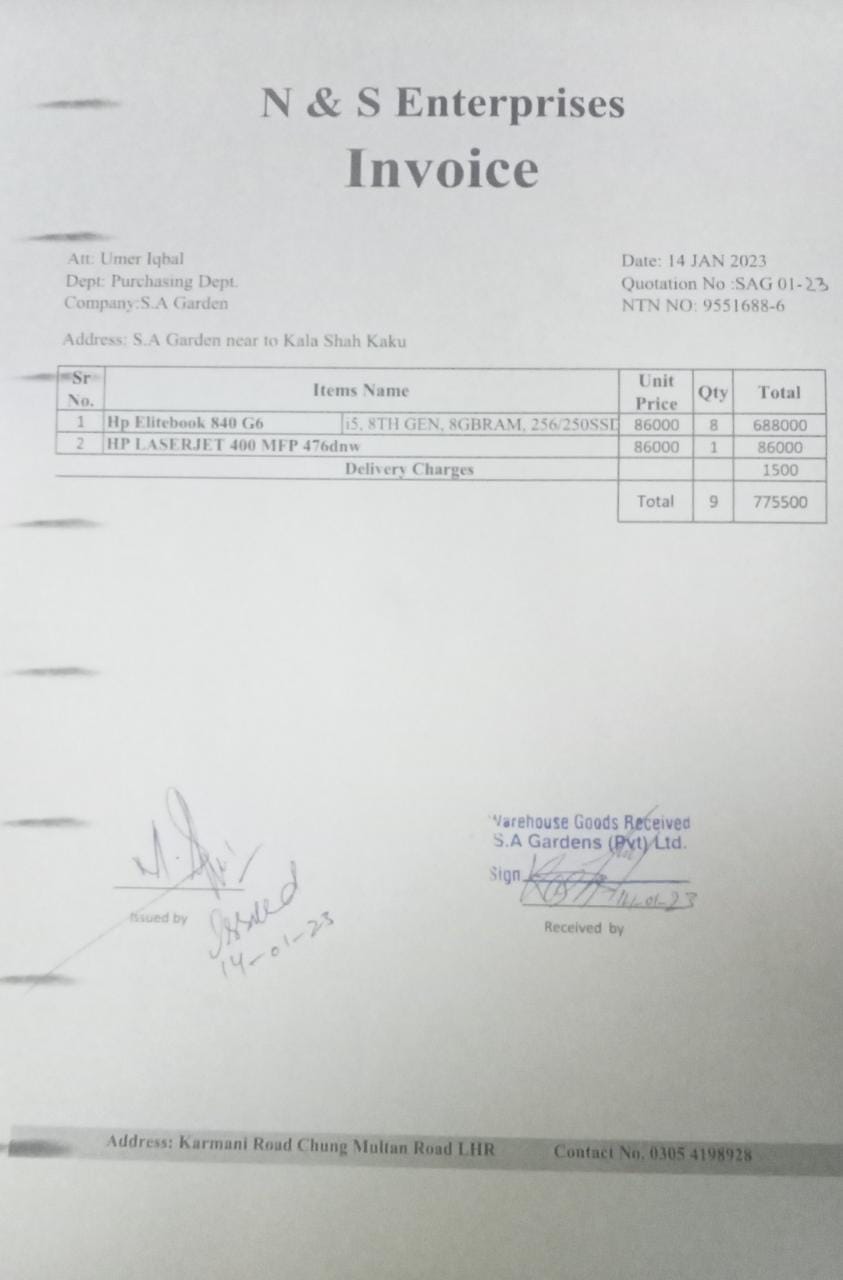 N & S Enterprises
Invoice
Att: Umer Iqbal
Dept: Purchasing Dept.
Company:S.A Garden
Date: 14 JAN 2023
Quotation No :SAG 01-23
NTN NO: 9551688-6
Address: S.A Garden near to Kala Shah Kaku
Sr No. Items Name Unit Price Qty Total
1 Hp Elitebook 840 G6 i5, 8TH GEN, 8GBRAM, 256/250SSD 86000 8 688000
2 HP LASERJET 400 MFP 476dnw 86000 1 86000
Delivery Charges 1500
Total 9 775500
Warehouse Goods Received
S.A Gardens (Pvt) Ltd.
Sign
14-01-23
Issued by
Received by
Issued
14-01-23
Address: Karmani Road Chung Multan Road LHR Contact No. 0305 4198928